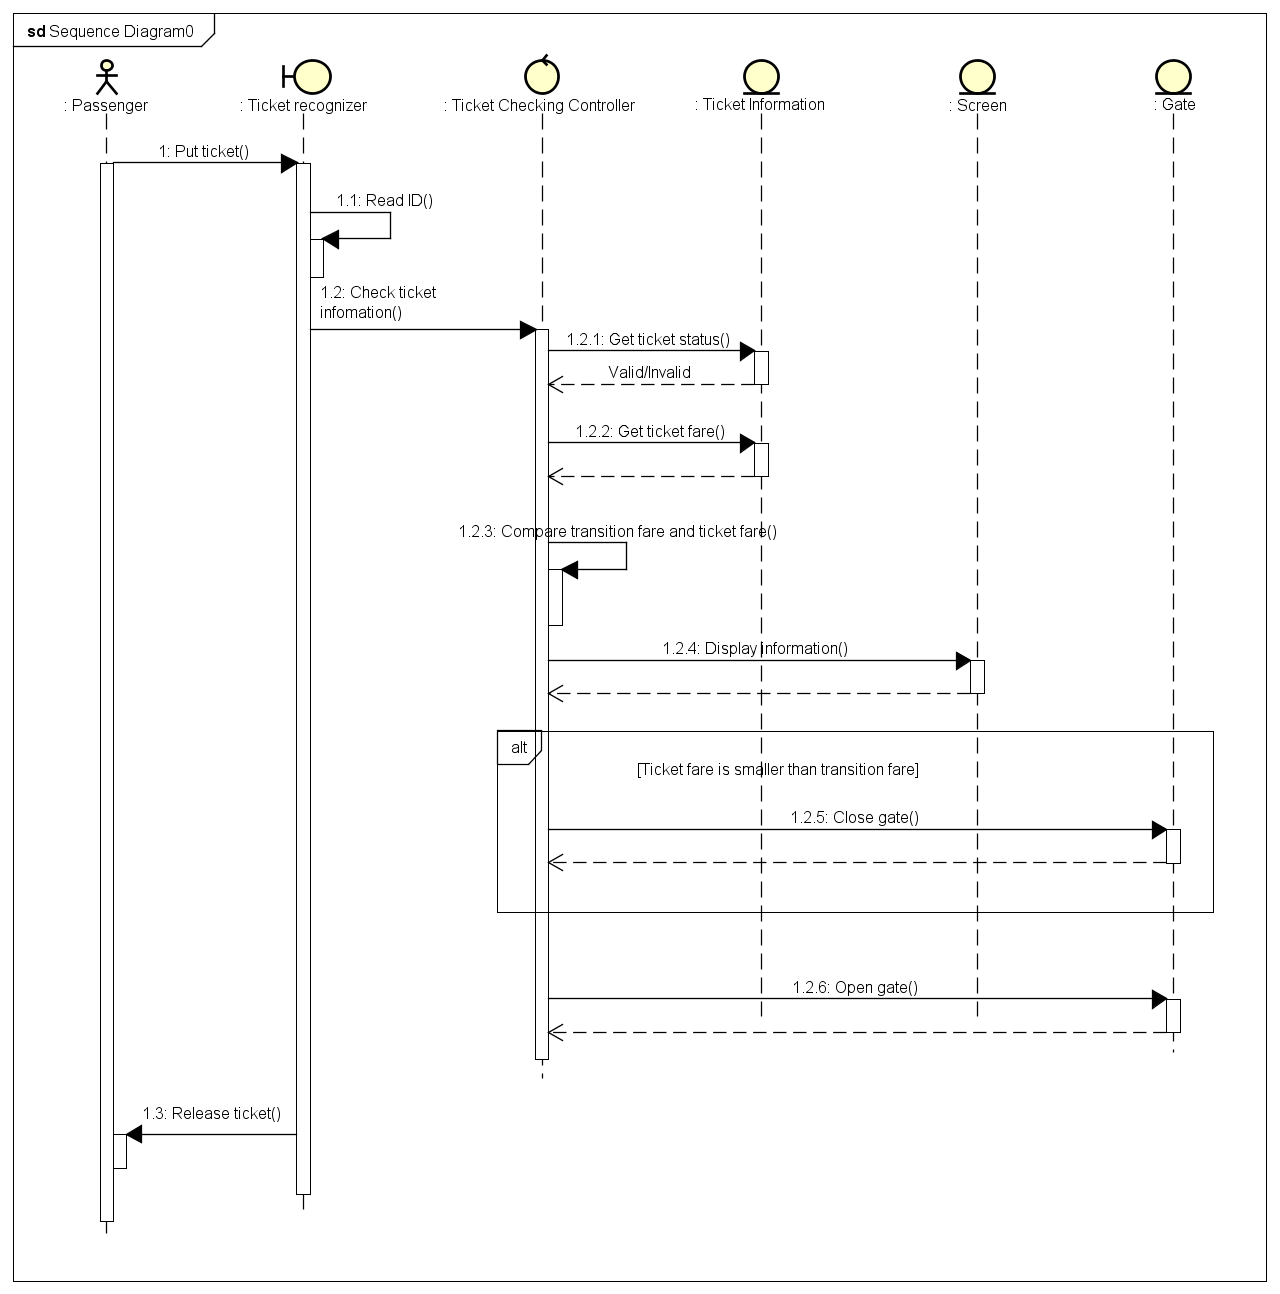 sd Sequence Diagram0
: Passenger
: Ticket recognizer
: Ticket Checking Controller
: Ticket Information
: Screen
: Gate
1: Put ticket()
1.1: Read ID()
1.2: Check ticket
infomation()
1.2.1: Get ticket status()
Valid/Invalid
1.2.2: Get ticket fare()
1.2.3: Compare transition fare and ticket fare()
1.2.4: Display information()
alt
[Ticket fare is smaller than transition fare]
1.2.5: Close gate()
1.2.6: Open gate()
1.3: Release ticket()